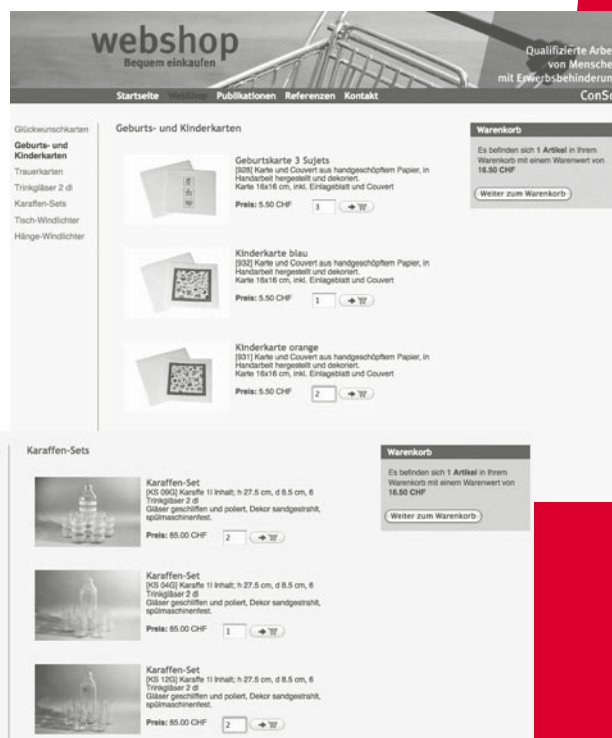 webshop
Bequem einkaufen
Qualifizierte Arbe
von Mensche
mit Erwerbsbehinderun
Startseite WebShop Publikationen Referenzen Kontakt
ConSo
Glückwunschkarten
Geburts- und
Kinderkarten
Trauerkarten
Trinkgläser 2 dl
Karaffen-Sets
Tisch-Windlichter
Hänge-Windlichter
Geburts- und Kinderkarten
Geburtskarte 3 Sujets
[928] Karte und Couvert aus handgeschöpftem Papier, in
Handarbeit hergestellt und dekoriert.
Karte 16x16 cm, inkl. Einlageblatt und Couvert
Preis: 5.50 CHF 3
Kinderkarte blau
[932] Karte und Couvert aus handgeschöpftem Papier, in
Handarbeit hergestellt und dekoriert.
Karte 16x16 cm, inkl. Einlageblatt und Couvert
Preis: 5.50 CHF 1
Kinderkarte orange
[931] Karte und Couvert aus handgeschöpftem Papier, in
Handarbeit hergestellt und dekoriert.
Karte 16x16 cm, inkl. Einlageblatt und Couvert
Preis: 5.50 CHF 2
Warenkorb
Es befinden sich 1 Artikel in Ihrem
Warenkorb mit einem Warenwert von
16.50 CHF
Weiter zum Warenkorb
Karaffen-Sets
Karaffen-Set
[KS 09G] Karaffe 1l Inhalt; h 27.5 cm, d 8.5 cm, 6
Trinkgläser 2 dl
Gläser geschliffen und poliert, Dekor sandgestrahlt,
spülmaschinenfest.
Preis: 85.00 CHF 2
Karaffen-Set
[KS 04G] Karaffe 1l Inhalt; h 27.5 cm, d 8.5 cm, 6
Trinkgläser 2 dl
Gläser geschliffen und poliert, Dekor sandgestrahlt,
spülmaschinenfest.
Preis: 85.00 CHF 1
Karaffen-Set
[KS 12G] Karaffe 1l Inhalt; h 27.5 cm, d 8.5 cm, 6
Trinkgläser 2 dl
Gläser geschliffen und poliert, Dekor sandgestrahlt,
spülmaschinenfest.
Preis: 85.00 CHF 2
Warenkorb
Es befinden sich 1 Artikel in Ihrem
Warenkorb mit einem Warenwert von
16.50 CHF
Weiter zum Warenkorb